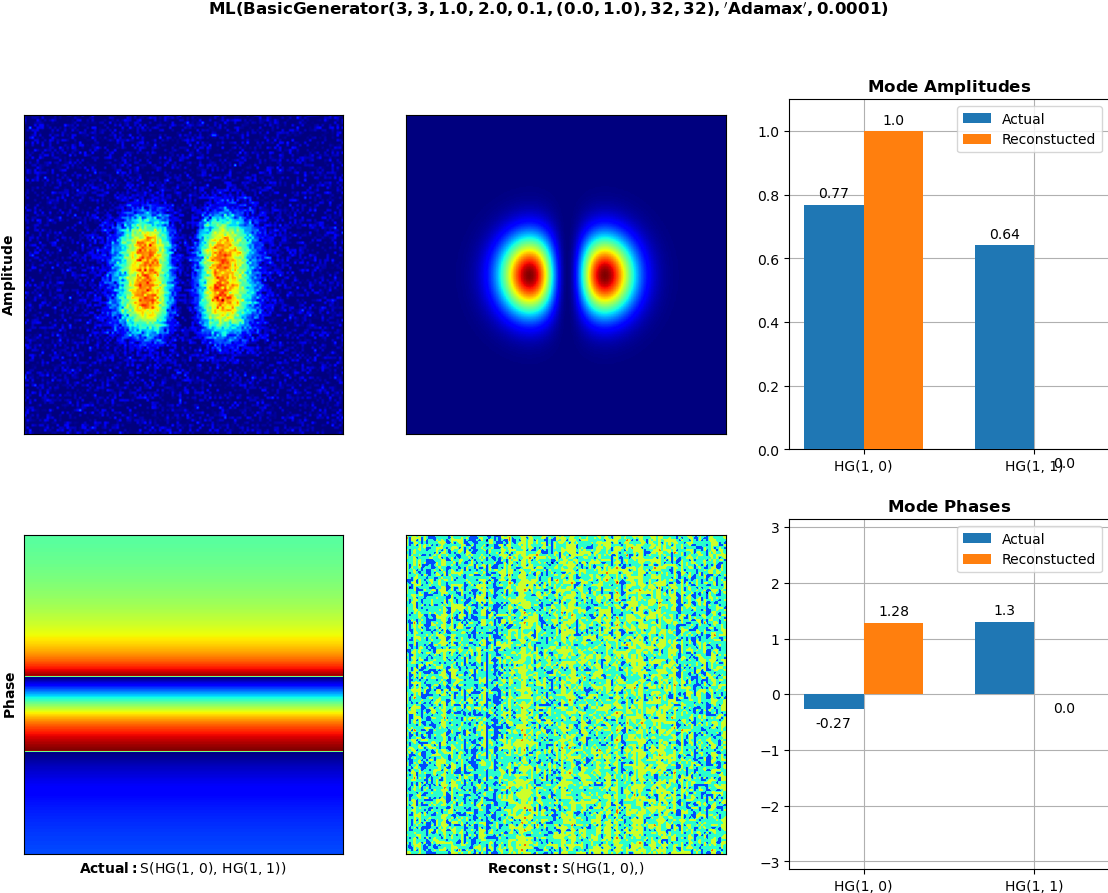 ML(BasicGenerator(3, 3, 1.0, 2.0, 0.1, (0.0, 1.0), 32, 32), ′Adamax′, 0.0001)
Amplitude
Mode Amplitudes
Actual
Reconstucted
1.0
0.8
0.6
0.4
0.2
0.0
0.77
1.0
0.64
0.0
HG(1, 0)
HG(1, 1)
Phase
Actual: S(HG(1, 0), HG(1, 1))
Reconst: S(HG(1, 0),)
Mode Phases
Actual
Reconstucted
3
2
1
0
−1
−2
−3
-0.27
1.28
1.3
0.0
HG(1, 0)
HG(1, 1)